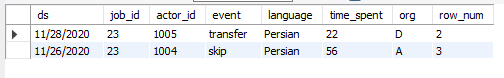 ds job_id actor_id event language time_spent org row_num
11/28/2020 23 1005 transfer Persian 22 D 2
11/26/2020 23 1004 skip Persian 56 A 3